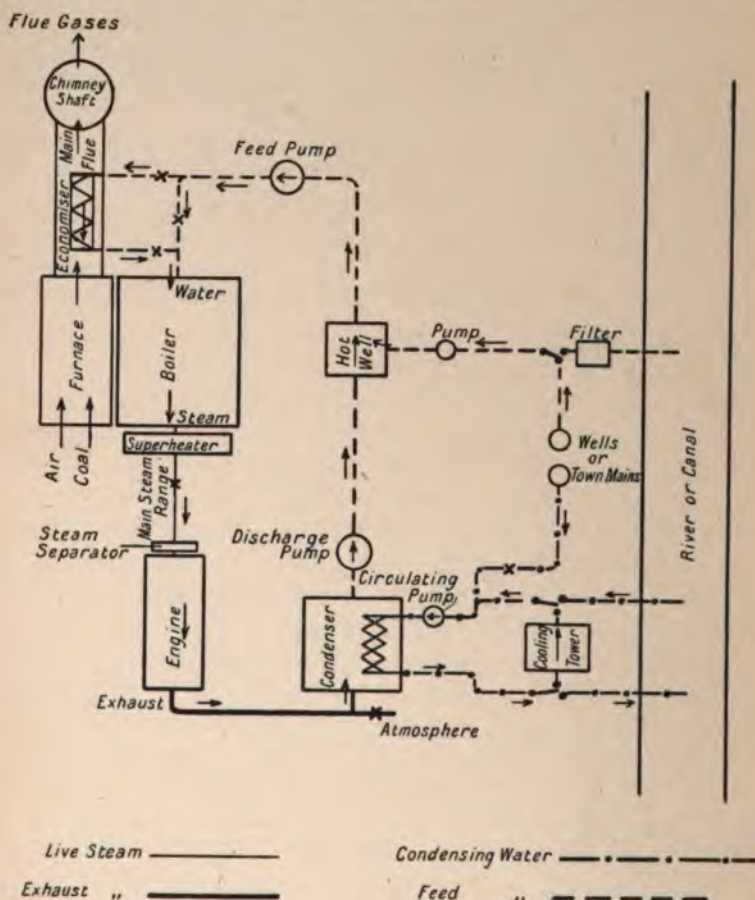 Flue Gases
Chimney
Shaft
Main
Flue
Economiser
Feed Pump
Furnace
Water
Boiler
Steam
Air
Coal
Superheater
Main Steam
Range
Steam
Separator
Engine
Exhaust
Hot
Well
Pump
Filter
Wells
or
Town Mains
River or Canal
Discharge
Pump
Circulating
Pump
Condenser
Cooling
Tower
Atmosphere
Live Steam
Condensing Water
Exhaust „
Feed „